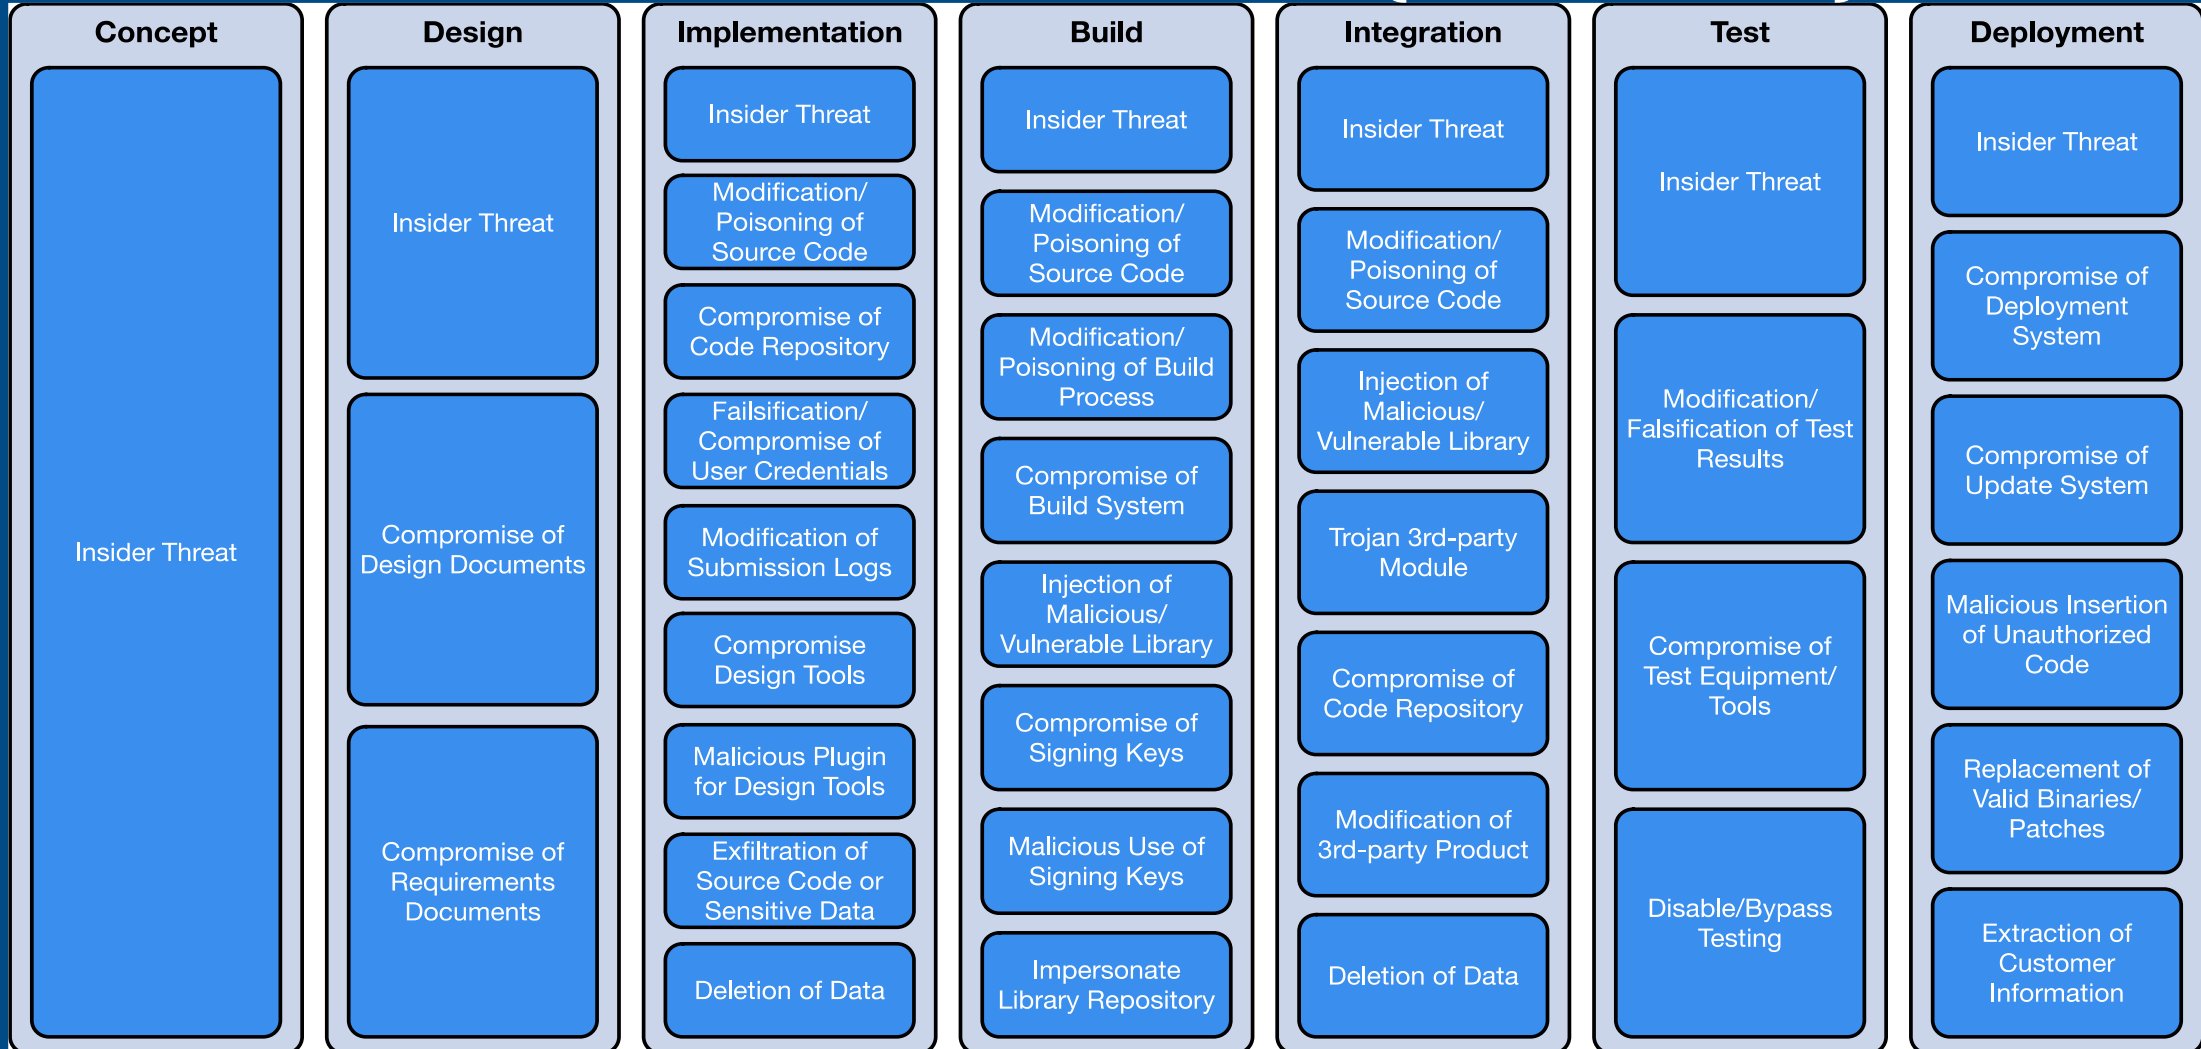 Concept
Insider Threat
Design
Insider Threat
Compromise of
Design Documents
Compromise of
Requirements
Documents
Implementation
Insider Threat
Modification/
Poisoning of
Source Code
Compromise of
Code Repository
Failsification/
Compromise of
User Credentials
Modification of
Submission Logs
Compromise
Design Tools
Malicious Plugin
for Design Tools
Exfiltration of
Source Code or
Sensitive Data
Deletion of Data
Build
Insider Threat
Modification/
Poisoning of
Source Code
Modification/
Poisoning of Build
Process
Compromise of
Build System
Injection of
Malicious/
Vulnerable Library
Compromise of
Signing Keys
Malicious Use of
Signing Keys
Impersonate
Library Repository
Integration
Insider Threat
Modification/
Poisoning of
Source Code
Injection of
Malicious/
Vulnerable Library
Trojan 3rd-party
Module
Compromise of
Code Repository
Modification of
3rd-party Product
Deletion of Data
Test
Insider Threat
Modification/
Falsification of Test
Results
Compromise of
Test Equipment/
Tools
Disable/Bypass
Testing
Deployment
Insider Threat
Compromise of
Deployment
System
Compromise of
Update System
Malicious Insertion
of Unauthorized
Code
Replacement of
Valid Binaries/
Patches
Extraction of
Customer
Information